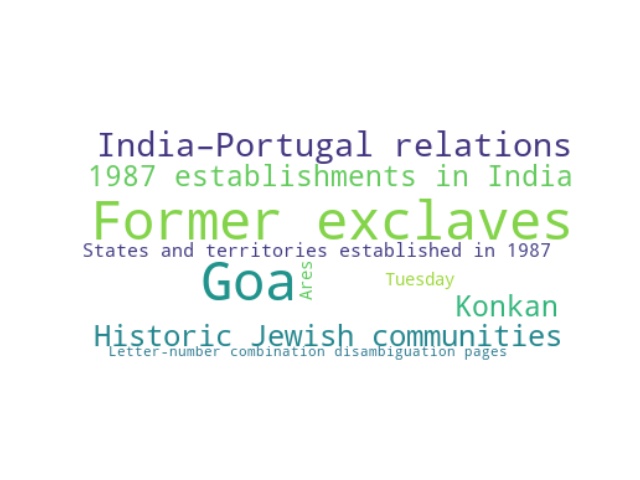 India–Portugal relations
1987 establishments in India
Former exclaves
States and territories established in 1987
Goa
Ares
Tuesday
Konkan
Historic Jewish communities
Letter-number combination disambiguation pages